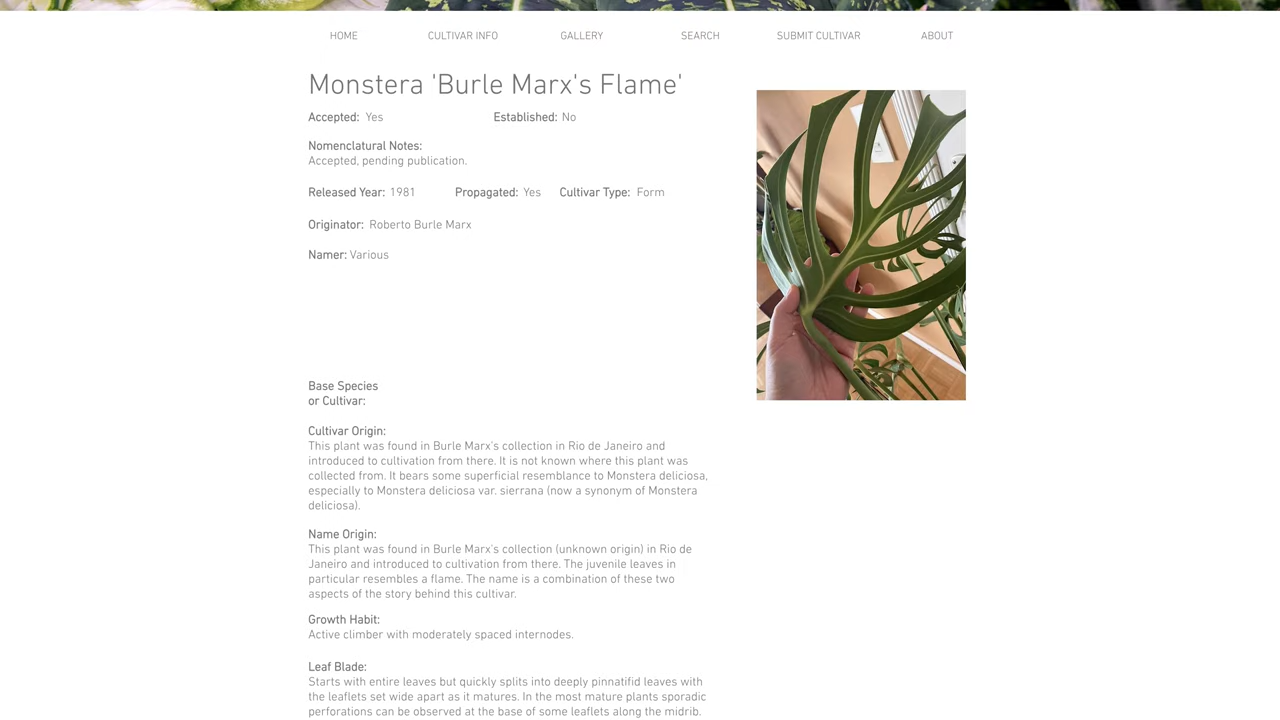 HOME CULTIVAR INFO GALLERY SEARCH SUBMIT CULTIVAR ABOUT
Monstera 'Burle Marx's Flame'
Accepted: Yes Established: No
Nomenclatural Notes:
Accepted, pending publication.
Released Year: 1981 Propagated: Yes Cultivar Type: Form
Originator: Roberto Burle Marx
Namer: Various
Base Species
or Cultivar:
Cultivar Origin:
This plant was found in Burle Marx's collection in Rio de Janeiro and
introduced to cultivation from there. It is not known where this plant was
collected from. It bears some superficial resemblance to Monstera deliciosa,
especially to Monstera deliciosa var. sierrana (now a synonym of Monstera
deliciosa).
Name Origin:
This plant was found in Burle Marx's collection (unknown origin) in Rio de
Janeiro and introduced to cultivation from there. The juvenile leaves in
particular resembles a flame. The name is a combination of these two
aspects of the story behind this cultivar.
Growth Habit:
Active climber with moderately spaced internodes.
Leaf Blade:
Starts with entire leaves but quickly splits into deeply pinnatifid leaves with
the leaflets set wide apart as it matures. In the most mature plants sporadic
perforations can be observed at the base of some leaflets along the midrib.